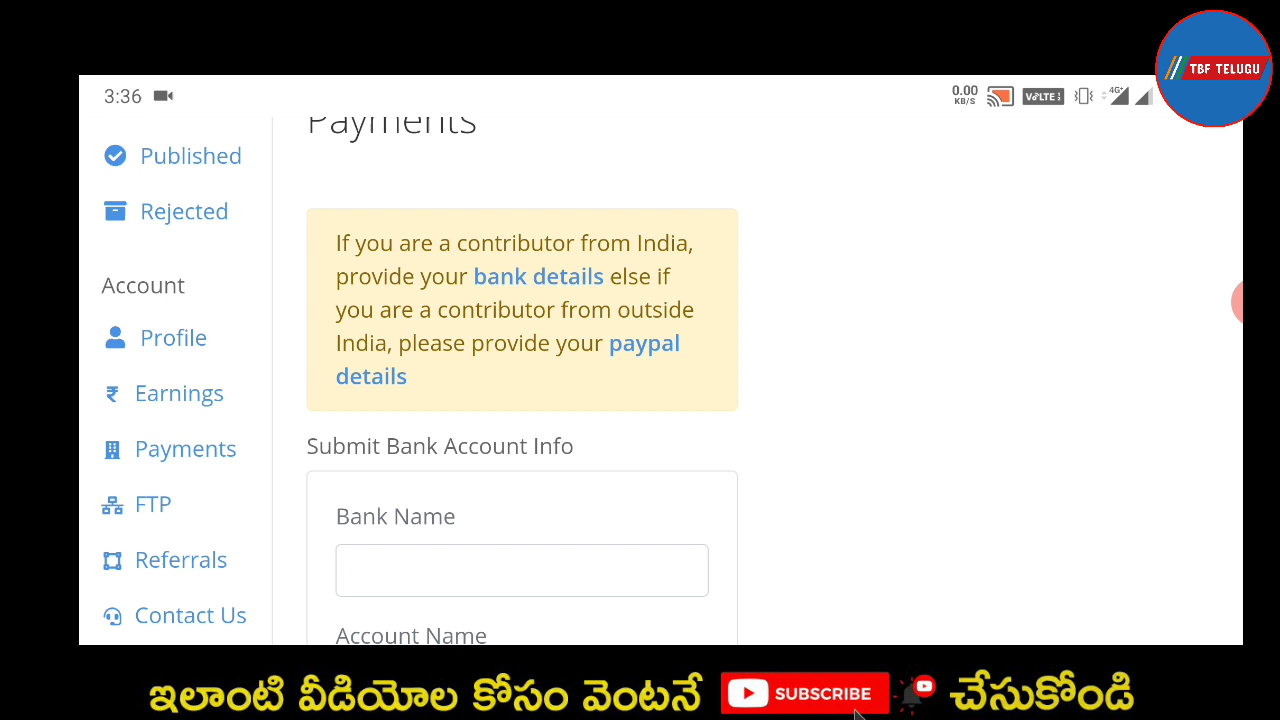 TBF TELUGU
3:36
0.00
KB/S
VoLTE
4G+
Payments
Published
Rejected
Account
Profile
Earnings
Payments
FTP
Referrals
Contact Us
If you are a contributor from India,
provide your bank details else if
you are a contributor from outside
India, please provide your paypal
details
Submit Bank Account Info
Bank Name
Account Name
ఇలాంటి వీడియోల కోసం వెంటనే SUBSCRIBE చేసుకోండి